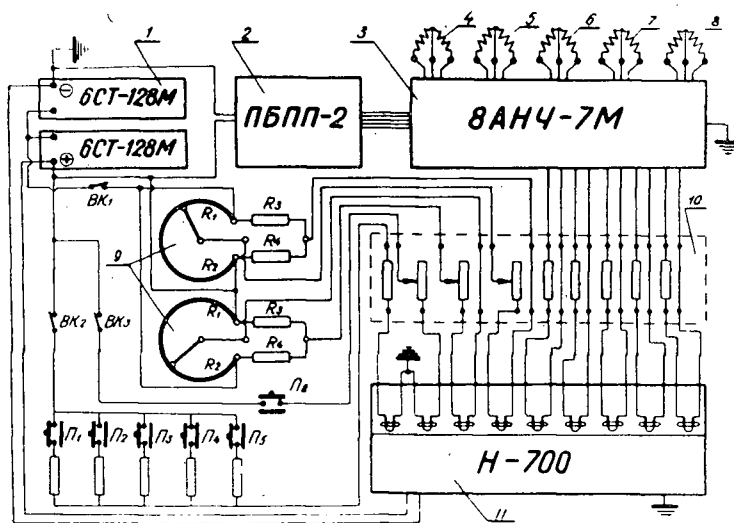 1
2
3
4
5
6
7
8
6СТ-128М
6СТ-128М
ПБПП-2
8АНЧ-7М
ВК₁
R₁
R₃
R₄
R₂
9
10
ВК₂
ВК₃
R₁
R₃
R₄
R₂
П₆
П₁
П₂
П₃
П₄
П₅
Н-700
11